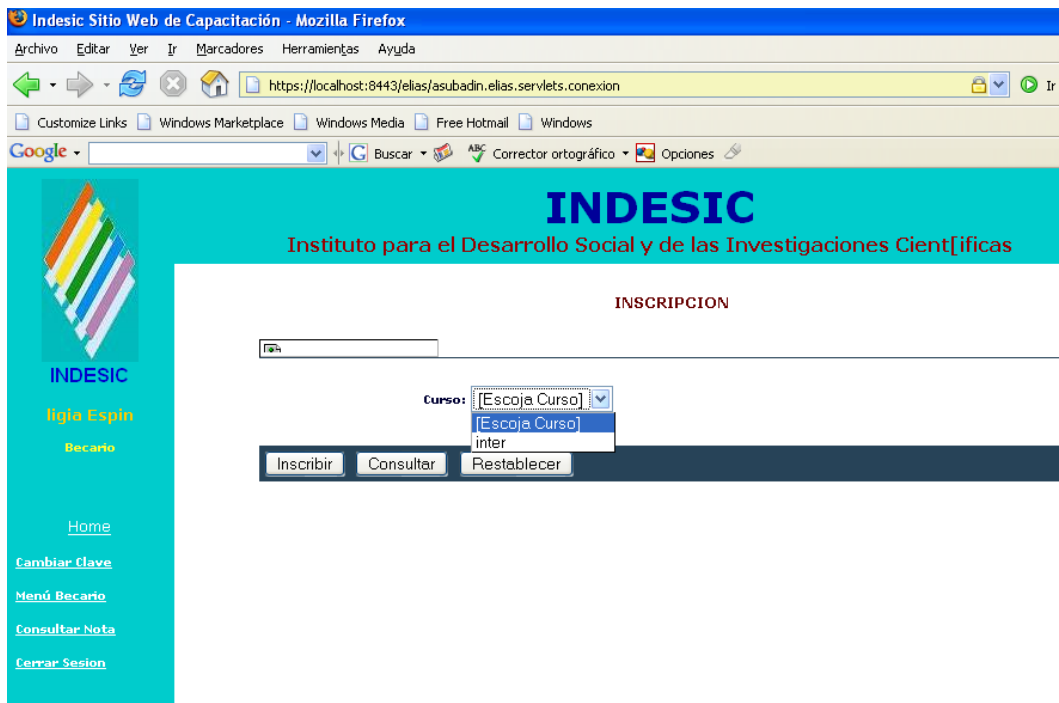 Indesic Sitio Web de Capacitación - Mozilla Firefox
Archivo Editar Ver Ir Marcadores Herramientas Ayuda
https://localhost:8443/elias/asubadin.elias.servlets.conexion Ir
Customize Links Windows Marketplace Windows Media Free Hotmail Windows
Google Buscar ABC Corrector ortográfico Opciones
INDESIC
Instituto para el Desarrollo Social y de las Investigaciones Cient[ificas
INSCRIPCION
INDESIC
Curso: [Escoja Curso]
[Escoja Curso]
inter
ligia Espin
Becario
Inscribir Consultar Restablecer
Home
Cambiar Clave
Menú Becario
Consultar Nota
Cerrar Sesion